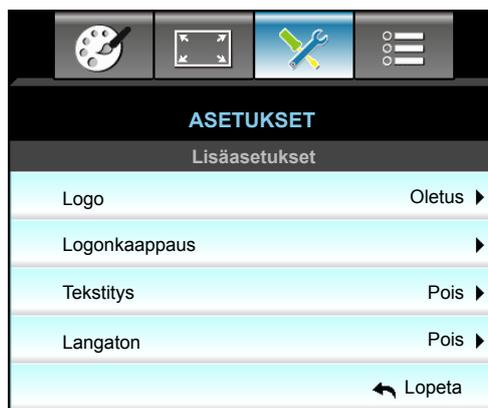 ASETUKSET
Lisäasetukset
Logo Oletus
Logonkaappaus
Tekstitys Pois
Langaton Pois
Lopeta